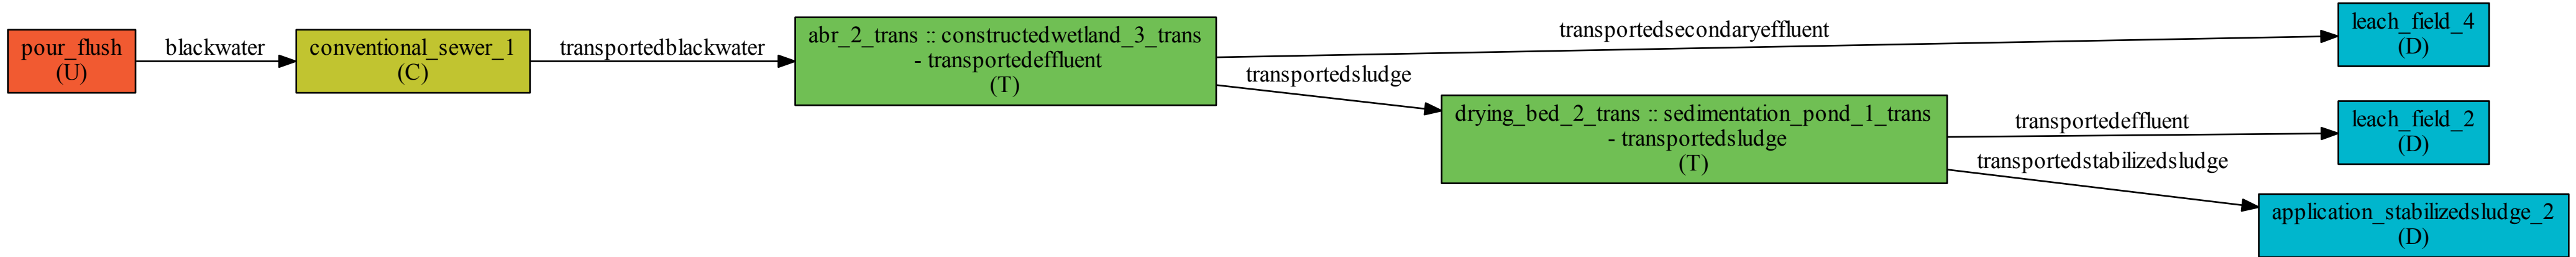 pour_flush
(U)
blackwater
conventional_sewer_1
(C)
transportedblackwater
abr_2_trans :: constructedwetland_3_trans
- transportedeffluent
(T)
transportedsecondaryeffluent
transportedsludge
leach_field_4
(D)
drying_bed_2_trans :: sedimentation_pond_1_trans
- transportedsludge
(T)
transportedeffluent
transportedstabilizedsludge
leach_field_2
(D)
application_stabilizedsludge_2
(D)